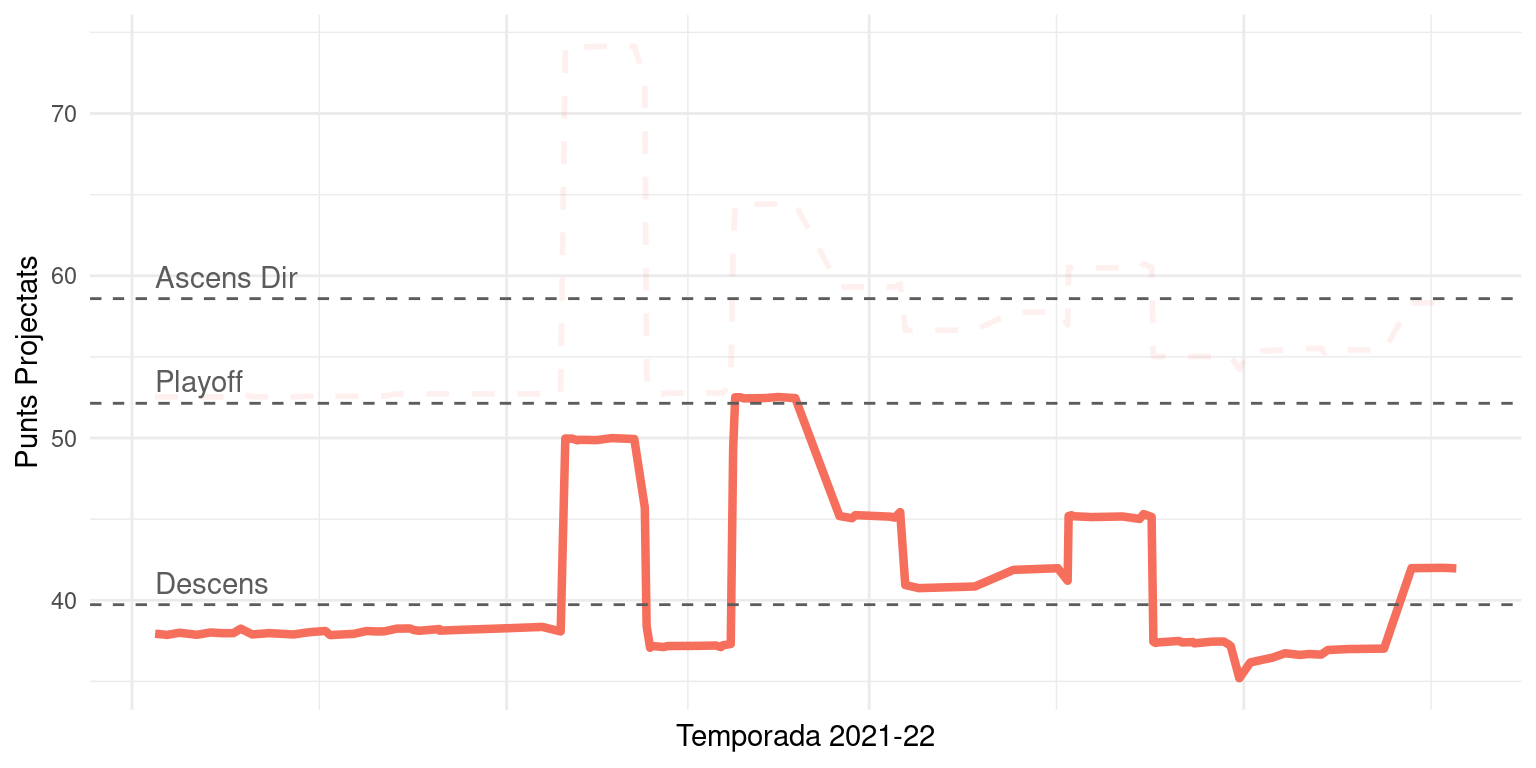 70
60
50
40
Punts Projectats
Ascens Dir
Playoff
Descens
Temporada 2021-22